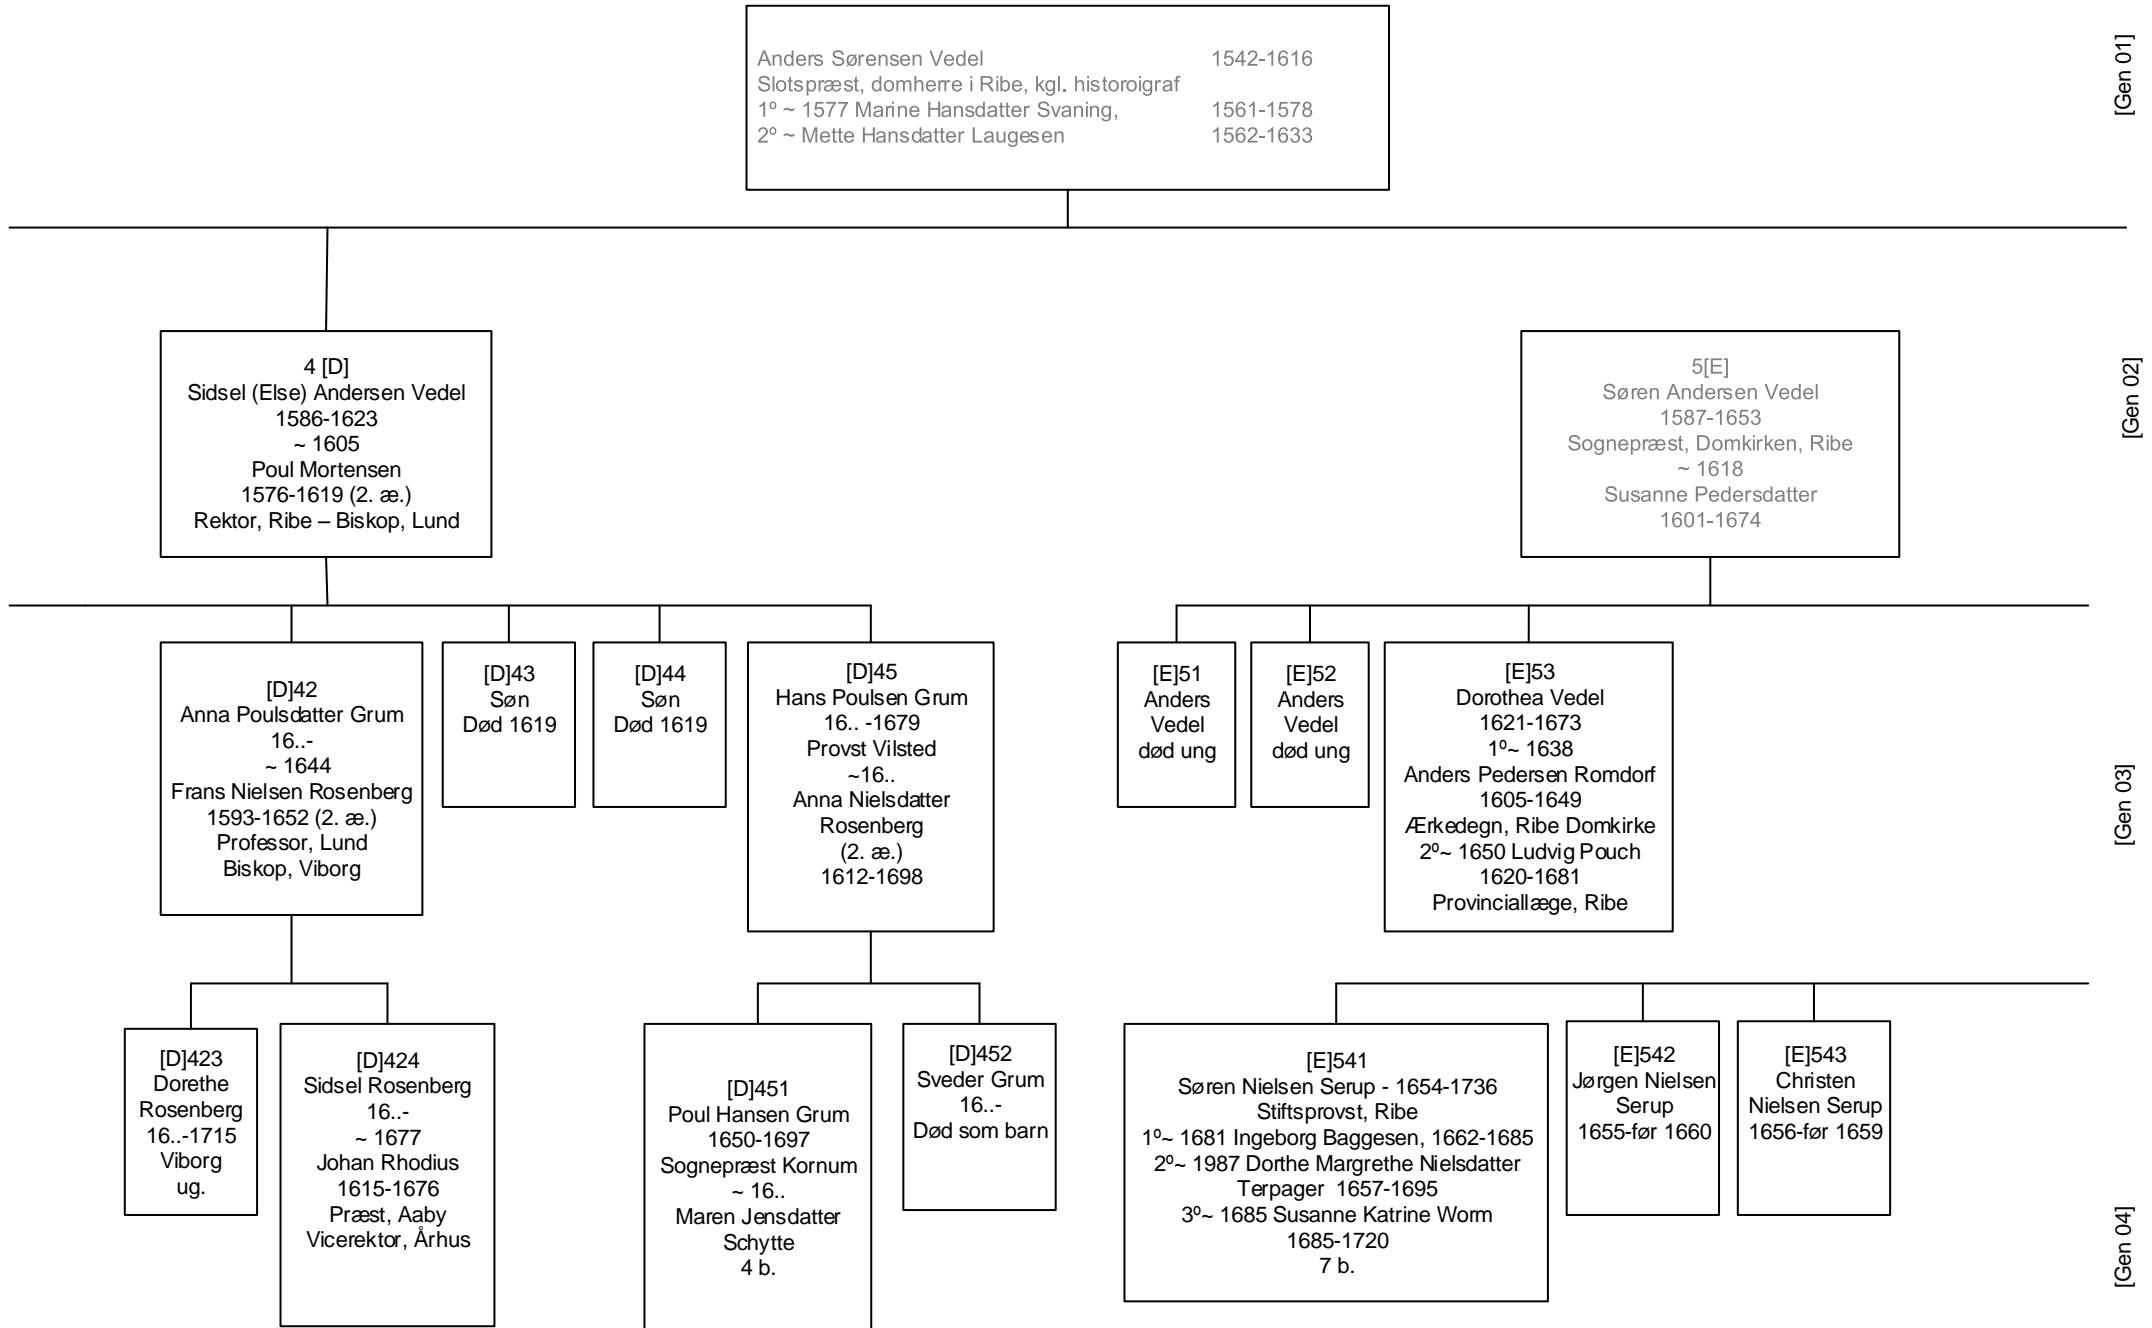 Anders Sørensen Vedel 1542-1616
Slotspræst, domherre i Ribe, kgl. historoigraf
1º ~ 1577 Marine Hansdatter Svaning, 1561-1578
2º ~ Mette Hansdatter Laugesen 1562-1633
[Gen 01]
4 [D]
Sidsel (Else) Andersen Vedel
1586-1623
~ 1605
Poul Mortensen
1576-1619 (2. æ.)
Rektor, Ribe – Biskop, Lund
5[E]
Søren Andersen Vedel
1587-1653
Sognepræst, Domkirken, Ribe
~ 1618
Susanne Pedersdatter
1601-1674
[Gen 02]
[D]42
Anna Poulsdatter Grum
16..-
~ 1644
Frans Nielsen Rosenberg
1593-1652 (2. æ.)
Professor, Lund
Biskop, Viborg
[D]43
Søn
Død 1619
[D]44
Søn
Død 1619
[D]45
Hans Poulsen Grum
16.. -1679
Provst Vilsted
~16..
Anna Nielsdatter
Rosenberg
(2. æ.)
1612-1698
[E]51
Anders
Vedel
død ung
[E]52
Anders
Vedel
død ung
[E]53
Dorothea Vedel
1621-1673
1º~ 1638
Anders Pedersen Romdorf
1605-1649
Ærkedegn, Ribe Domkirke
2º~ 1650 Ludvig Pouch
1620-1681
Provinciallæge, Ribe
[Gen 03]
[D]423
Dorethe
Rosenberg
16..-1715
Viborg
ug.
[D]424
Sidsel Rosenberg
16..-
~ 1677
Johan Rhodius
1615-1676
Præst, Aaby
Vicerektor, Århus
[D]451
Poul Hansen Grum
1650-1697
Sognepræst Kornum
~ 16..
Maren Jensdatter
Schytte
4 b.
[D]452
Sveder Grum
16..-
Død som barn
[E]541
Søren Nielsen Serup - 1654-1736
Stiftsprovst, Ribe
1º~ 1681 Ingeborg Baggesen, 1662-1685
2º~ 1987 Dorthe Margrethe Nielsdatter
Terpager 1657-1695
3º~ 1685 Susanne Katrine Worm
1685-1720
7 b.
[E]542
Jørgen Nielsen
Serup
1655-før 1660
[E]543
Christen
Nielsen Serup
1656-før 1659
[Gen 04]